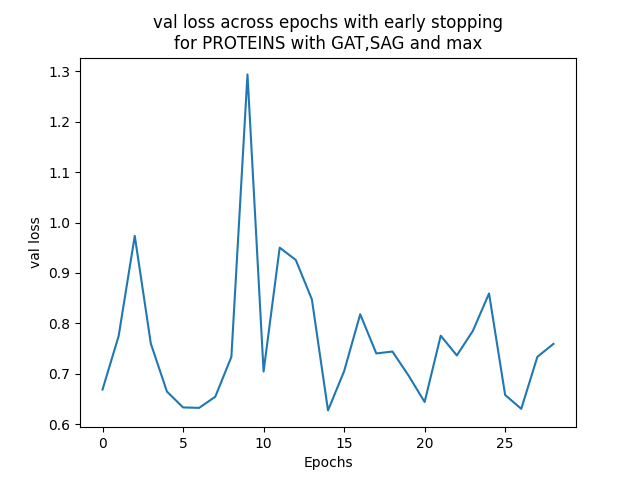 val loss across epochs with early stopping
for PROTEINS with GAT,SAG and max
1.3
1.2
1.1
1.0
0.9
0.8
0.7
0.6
val loss
0 5 10 15 20 25
Epochs